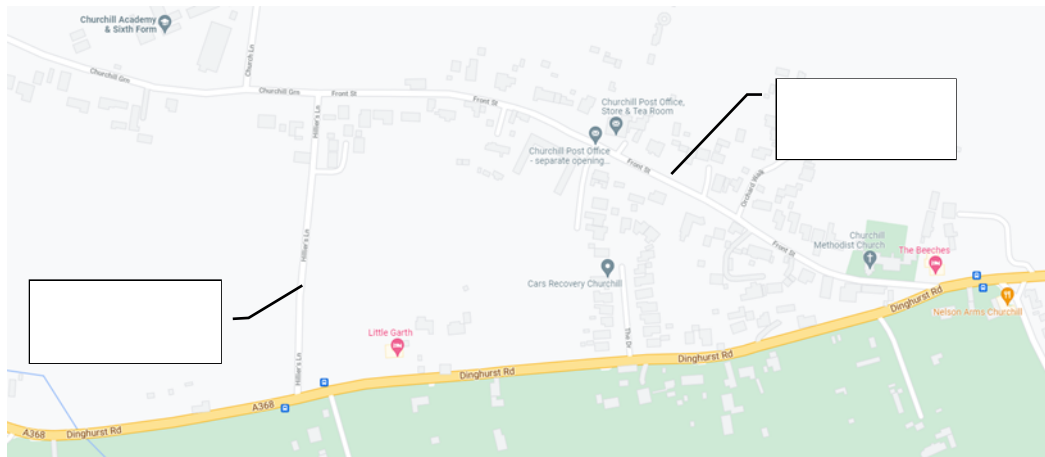 Churchill Academy
& Sixth Form
Church Ln
Churchill Grn
Churchill Grn
Front St
Front St
Hillier's Ln
Churchill Post Office,
Store & Tea Room
Churchill Post Office
- separate opening...
Front St
Orchard Walk
Front St
Churchill
Methodist Church
The Beeches
Hillier's Ln
Cars Recovery Churchill
Dinghurst Rd
Nelson Arms Churchill
Little Garth
The Dr
Dinghurst Rd
Dinghurst Rd
Hillier's Ln
A368
A368
Dinghurst Rd